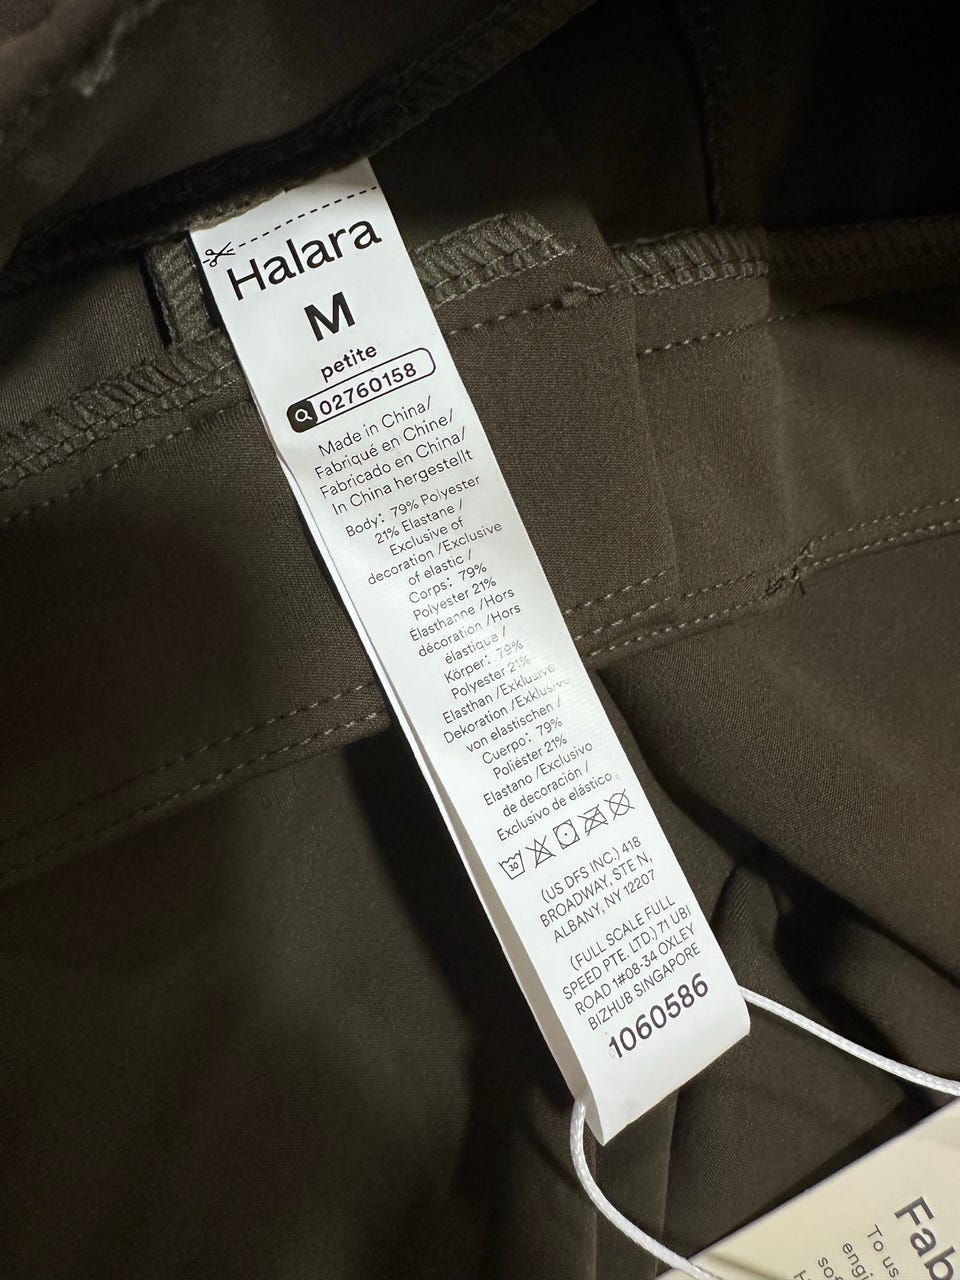 Halara
M
petite
02760158
Made in China/
Fabriqué en Chine/
Fabricado en China/
In China hergestellt
Body: 79% Polyester
21% Elastane /
Exclusive of
decoration /Exclusive
of elastic /
Corps: 79%
Polyester 21%
Élasthanne /Hors
décoration /Hors
élastique /
Körper: 79%
Polyester 21%
Elasthan /Exklusive
Dekoration /Exklusive
von elastischen /
Cuerpo: 79%
Poliéster 21%
Elastano /Exclusivo
de decoración /
Exclusivo de elástico
30
(US DFS INC.) 418
BROADWAY, STE N,
ALBANY, NY 12207
(FULL SCALE FULL
SPEED PTE. LTD.) 71 UBI
ROAD 1#08-34 OXLEY
BIZHUB SINGAPORE
1060586
Fab
To us
engi